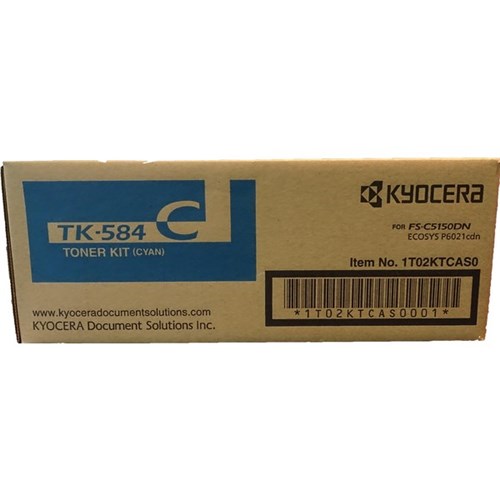 TK-584 C
TONER KIT (CYAN)
www.kyoceradocumentsolutions.com
KYOCERA Document Solutions Inc.
KYOCERA
FOR FS-C5150DN
ECOSYS P6021cdn
Item No. 1T02KTCAS0
*1T02KTCAS0001*